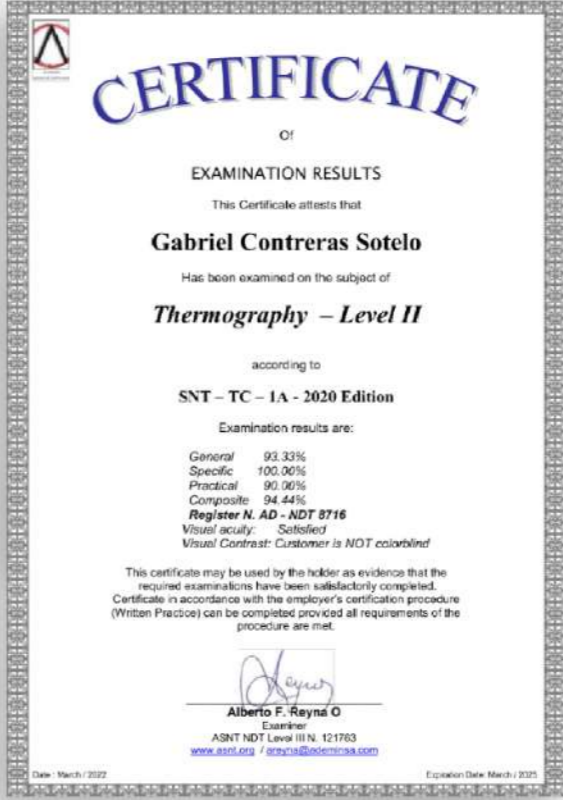 CERTIFICATE
Of
EXAMINATION RESULTS
This Certificate attests that
Gabriel Contreras Sotelo
Has been examined on the subject of
Thermography – Level II
according to
SNT – TC – 1A - 2020 Edition
Examination results are:
General 93.33%
Specific 100.00%
Practical 90.00%
Composite 94.44%
Register N. AD - NDT 8716
Visual acuity: Satisfied
Visual Contrast: Customer is NOT colorblind
This certificate may be used by the holder as evidence that the
required examinations have been satisfactorily completed.
Certificate in accordance with the employer's certification procedure
(Written Practice) can be completed provided all requirements of the
procedure are met.
Alberto F. Reyna O
Examiner
ASNT NDT Level III N. 121763
www.asnt.org / areyna@ademinsa.com
Date : March / 2022
Expiration Date: March / 2025